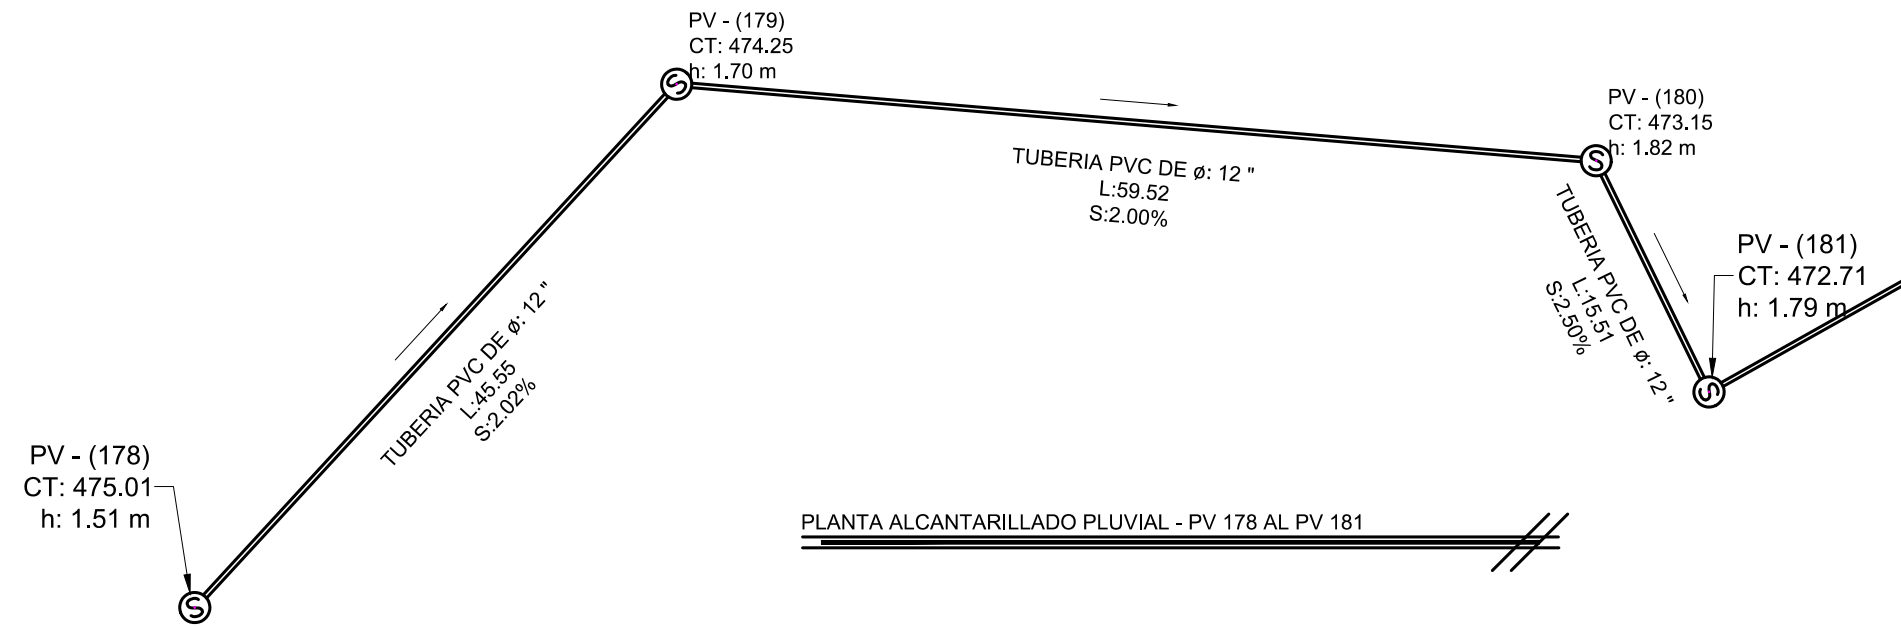 PV - (179)
CT: 474.25
h: 1.70 m
PV - (180)
CT: 473.15
h: 1.82 m
TUBERIA PVC DE ø: 12 "
L:59.52
S:2.00%
TUBERIA PVC DE ø: 12 "
L:15.51
S:2.50%
PV - (181)
CT: 472.71
h: 1.79 m
TUBERIA PVC DE ø: 12 "
L:45.55
S:2.02%
PV - (178)
CT: 475.01
h: 1.51 m
PLANTA ALCANTARILLADO PLUVIAL - PV 178 AL PV 181
S
S
S
S